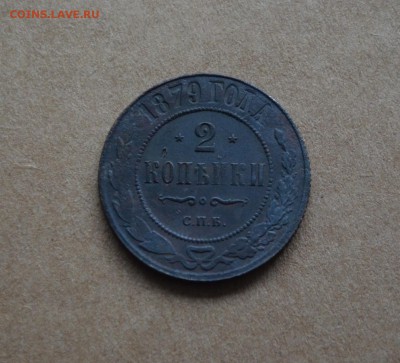 COINS.LAVE.RU
1879 ГОДА
* 2 *
КОПѢЙКИ
С.П.Б.